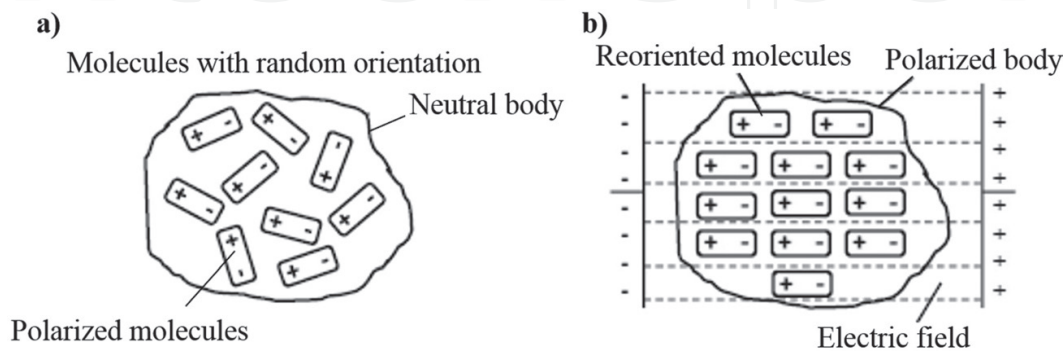 a)
Molecules with random orientation
Neutral body
+ -
+ -
+ -
+ -
+ -
+ -
+ -
+ -
+ -
Polarized molecules
b)
Reoriented molecules
Polarized body
- +
- +
- +
- +
- +
- +
- +
- +
+ - + -
+ - + - + -
+ - + - + -
+ - + - + -
+ -
Electric field